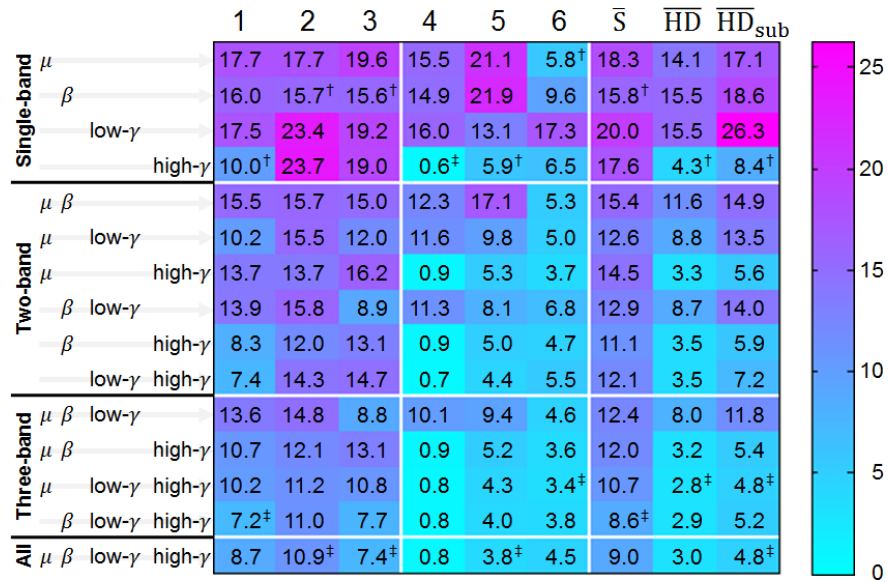 1 2 3 4 5 6 S̅ H̅D̅ H̅D̅sub
Single-band
μ 17.7 17.7 19.6 15.5 21.1 5.8† 18.3 14.1 17.1
β 16.0 15.7† 15.6† 14.9 21.9 9.6 15.8† 15.5 18.6
low-γ 17.5 23.4 19.2 16.0 13.1 17.3 20.0 15.5 26.3
high-γ 10.0† 23.7 19.0 0.6‡ 5.9† 6.5 17.6 4.3† 8.4†
Two-band
μ β 15.5 15.7 15.0 12.3 17.1 5.3 15.4 11.6 14.9
μ low-γ 10.2 15.5 12.0 11.6 9.8 5.0 12.6 8.8 13.5
μ high-γ 13.7 13.7 16.2 0.9 5.3 3.7 14.5 3.3 5.6
β low-γ 13.9 15.8 8.9 11.3 8.1 6.8 12.9 8.7 14.0
β high-γ 8.3 12.0 13.1 0.9 5.0 4.7 11.1 3.5 5.9
low-γ high-γ 7.4 14.3 14.7 0.7 4.4 5.5 12.1 3.5 7.2
Three-band
μ β low-γ 13.6 14.8 8.8 10.1 9.4 4.6 12.4 8.0 11.8
μ β high-γ 10.7 12.1 13.1 0.9 5.2 3.6 12.0 3.2 5.4
μ low-γ high-γ 10.2 11.2 10.8 0.8 4.3 3.4‡ 10.7 2.8‡ 4.8‡
β low-γ high-γ 7.2‡ 11.0 7.7 0.8 4.0 3.8 8.6‡ 2.9 5.2
All
μ β low-γ high-γ 8.7 10.9‡ 7.4‡ 0.8 3.8‡ 4.5 9.0 3.0 4.8‡
25
20
15
10
5
0